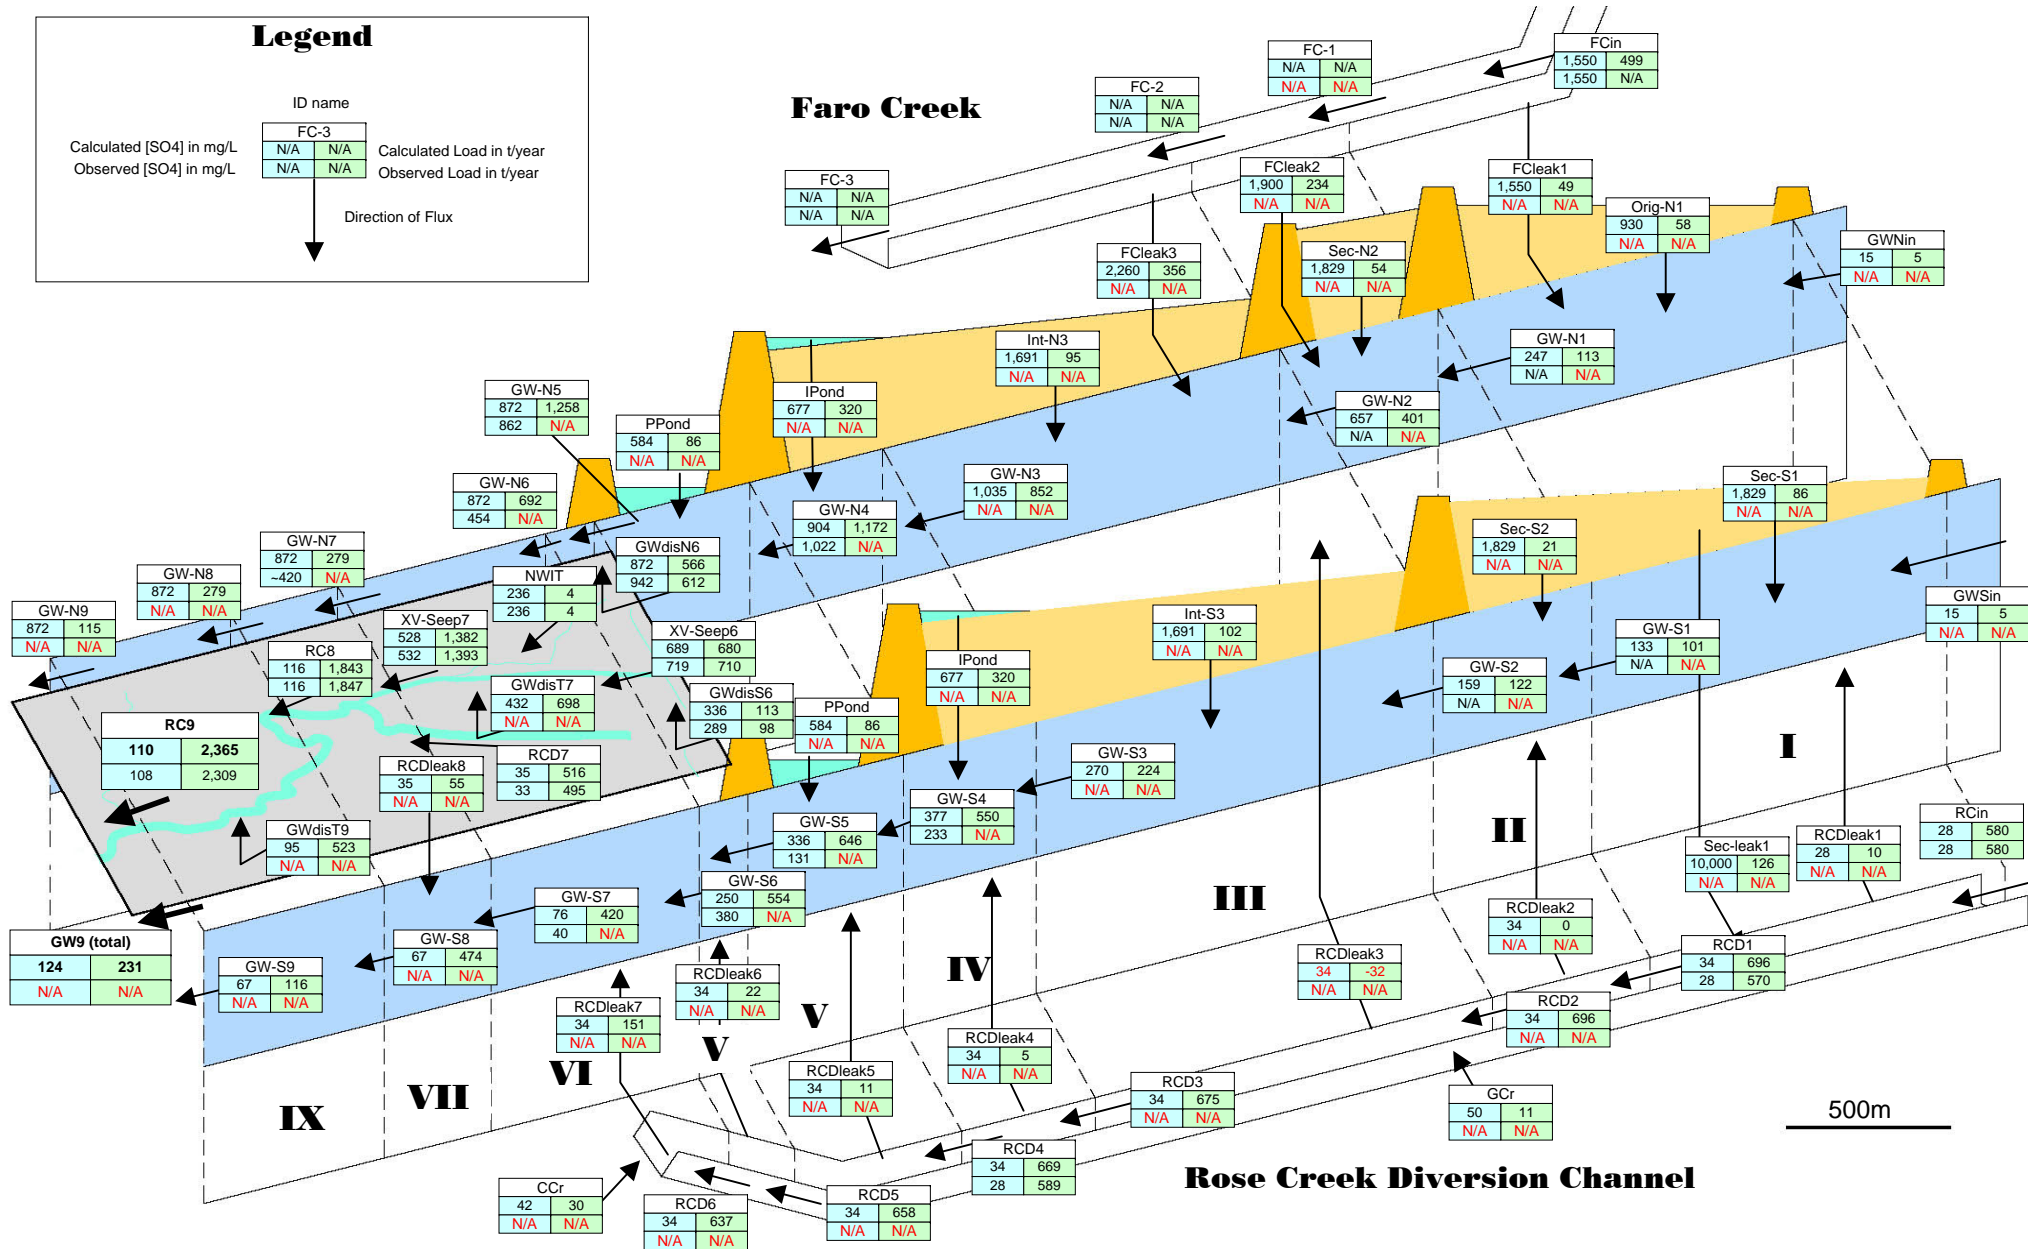 Legend
ID name
FC-3
Calculated [SO4] in mg/L N/A N/A Calculated Load in t/year
Observed [SO4] in mg/L N/A N/A Observed Load in t/year
Direction of Flux
Faro Creek
FCin
1,550 499
1,550 N/A
FC-1
N/A N/A
N/A N/A
FC-2
N/A N/A
N/A N/A
FC-3
N/A N/A
N/A N/A
FCleak2
1,900 234
N/A N/A
FCleak1
1,550 49
N/A N/A
Orig-N1
930 58
N/A N/A
GWNin
15 5
N/A N/A
FCleak3
2,260 356
N/A N/A
Sec-N2
1,829 54
N/A N/A
Int-N3
1,691 95
N/A N/A
GW-N1
247 113
N/A N/A
GW-N2
657 401
N/A N/A
GW-N5
872 1,258
862 N/A
PPond
584 86
N/A N/A
IPond
677 320
N/A N/A
GW-N3
1,035 852
N/A N/A
GW-N4
904 1,172
1,022 N/A
GW-N6
872 692
454 N/A
GW-N7
872 279
~420 N/A
GW-N8
872 279
N/A N/A
GW-N9
872 115
N/A N/A
GWdisN6
872 566
942 612
NWIT
236 4
236 4
XV-Seep7
528 1,382
532 1,393
XV-Seep6
689 680
719 710
RC8
116 1,843
116 1,847
GWdisT7
432 698
N/A N/A
GWdisS6
336 113
289 98
RC9
110 2,365
108 2,309
RCD7
35 516
33 495
RCDleak8
35 55
N/A N/A
GWdisT9
95 523
N/A N/A
PPond
584 86
N/A N/A
IPond
677 320
N/A N/A
Int-S3
1,691 102
N/A N/A
Sec-S2
1,829 21
N/A N/A
Sec-S1
1,829 86
N/A N/A
GWSin
15 5
N/A N/A
GW-S1
133 101
N/A N/A
GW-S2
159 122
N/A N/A
GW-S3
270 224
N/A N/A
GW-S4
377 550
233 N/A
GW-S5
336 646
131 N/A
GW-S6
250 554
380 N/A
GW-S7
76 420
40 N/A
GW-S8
67 474
N/A N/A
GW-S9
67 116
N/A N/A
GW9 (total)
124 231
N/A N/A
I
II
III
IV
V
V
VI
VII
IX
RCin
28 580
28 580
RCDleak1
28 10
N/A N/A
Sec-leak1
10,000 126
N/A N/A
RCDleak2
34 0
N/A N/A
RCDleak3
34 -32
N/A N/A
RCDleak4
34 5
N/A N/A
RCDleak5
34 11
N/A N/A
RCDleak6
34 22
N/A N/A
RCDleak7
34 151
N/A N/A
RCD1
34 696
28 570
RCD2
34 696
N/A N/A
RCD3
34 675
N/A N/A
RCD4
34 669
28 589
RCD5
34 658
N/A N/A
RCD6
34 637
N/A N/A
GCr
50 11
N/A N/A
CCr
42 30
N/A N/A
500m
Rose Creek Diversion Channel